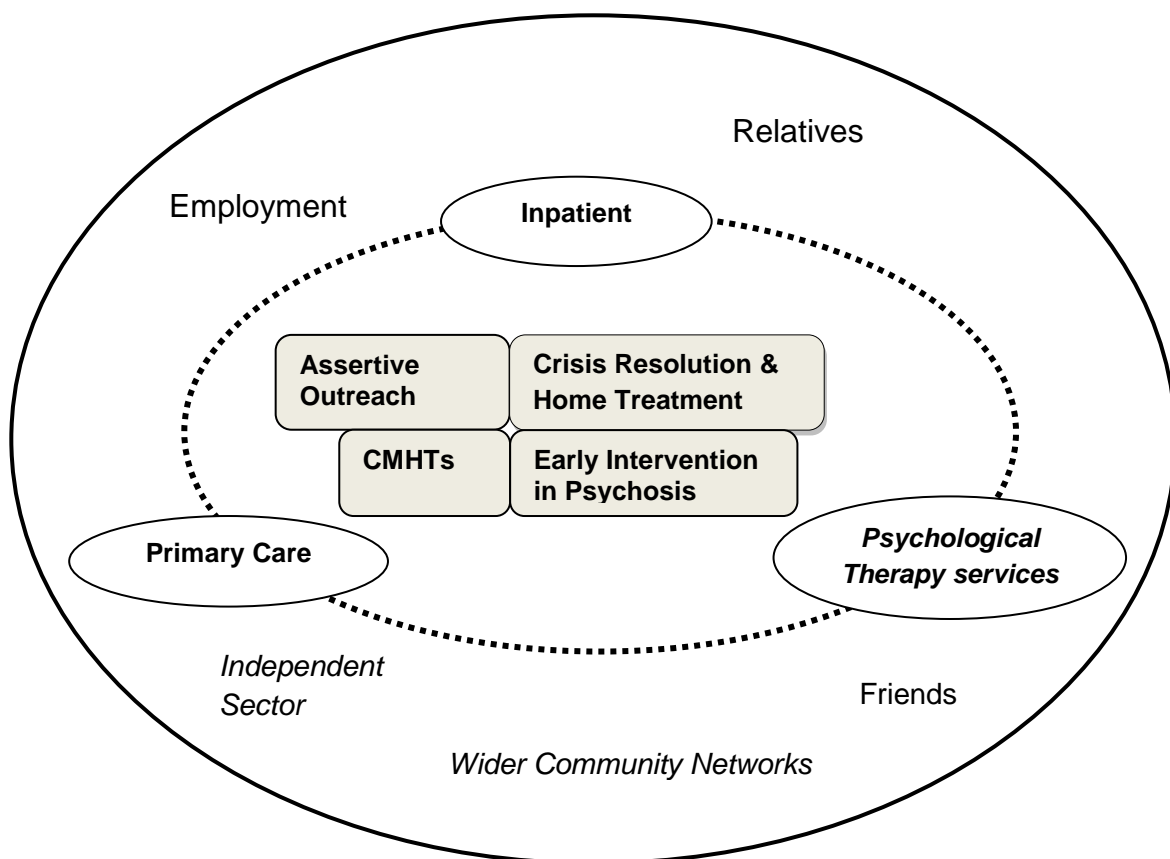 Relatives
Employment
Inpatient
Assertive
Outreach
Crisis Resolution &
Home Treatment
CMHTs
Early Intervention
in Psychosis
Primary Care
Psychological
Therapy services
Independent
Sector
Friends
Wider Community Networks